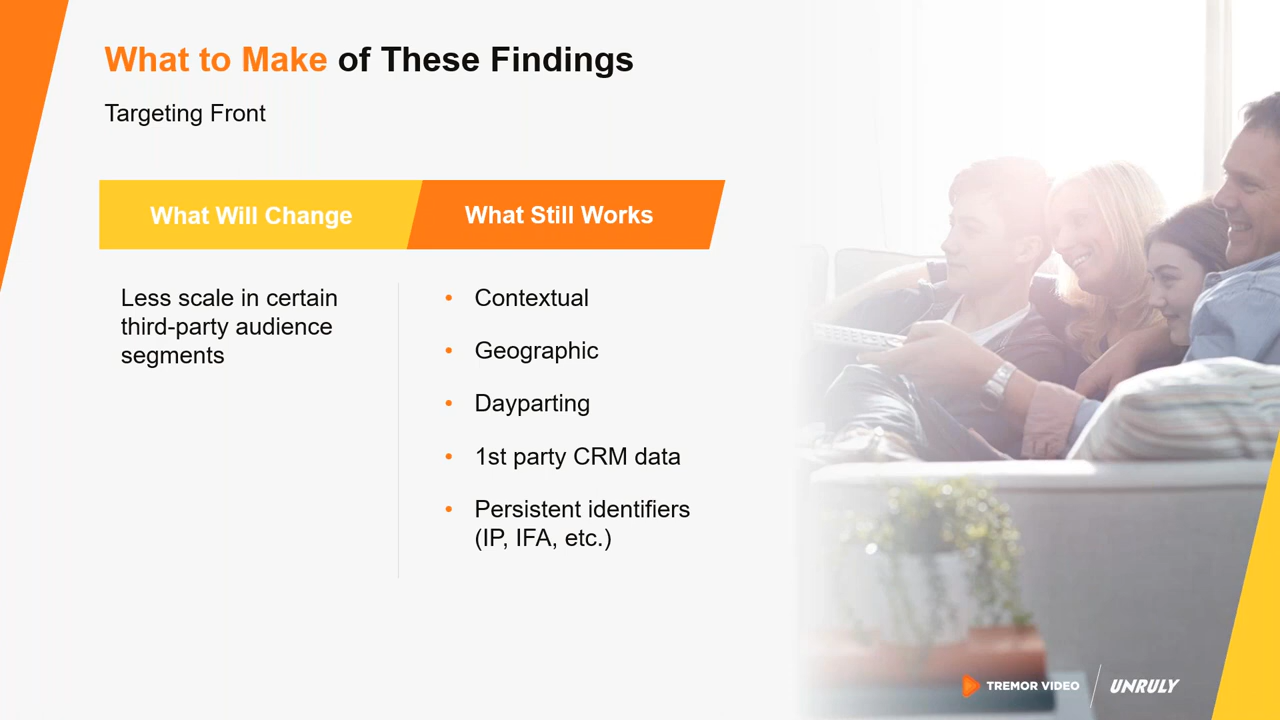 What to Make of These Findings
Targeting Front
What Will Change
What Still Works
Less scale in certain
third-party audience
segments
• Contextual
• Geographic
• Dayparting
• 1st party CRM data
• Persistent identifiers
(IP, IFA, etc.)
TREMOR VIDEO
UNRULY